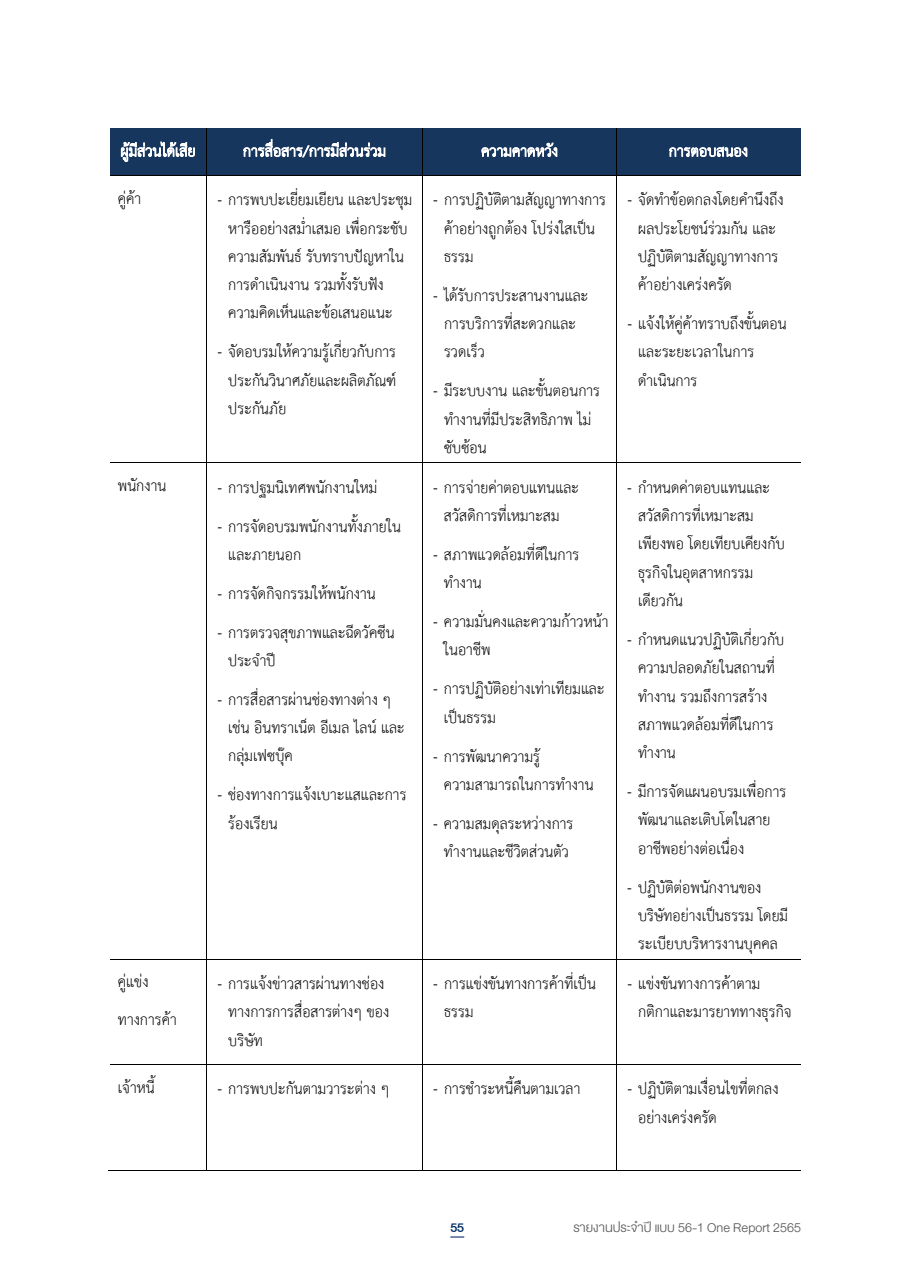 ผู้มีส่วนได้เสีย
การสื่อสาร/การมีส่วนร่วม
ความคาดหวัง
การตอบสนอง
คู่ค้า
- การพบปะเยี่ยมเยียน และประชุม
หารืออย่างสม่ำเสมอ เพื่อกระชับ
ความสัมพันธ์ รับทราบปัญหาใน
การดำเนินงาน รวมทั้งรับฟัง
ความคิดเห็นและข้อเสนอแนะ
- จัดอบรมให้ความรู้เกี่ยวกับการ
ประกันวินาศภัยและผลิตภัณฑ์
ประกันภัย
- การปฏิบัติตามสัญญาทางการ
ค้าอย่างถูกต้อง โปร่งใสเป็น
ธรรม
- ได้รับการประสานงานและ
การบริการที่สะดวกและ
รวดเร็ว
- มีระบบงาน และขั้นตอนการ
ทำงานที่มีประสิทธิภาพ ไม่
ซับซ้อน
- จัดทำข้อตกลงโดยคำนึงถึง
ผลประโยชน์ร่วมกัน และ
ปฏิบัติตามสัญญาทางการ
ค้าอย่างเคร่งครัด
- แจ้งให้คู่ค้าทราบถึงขั้นตอน
และระยะเวลาในการ
ดำเนินการ
พนักงาน
- การปฐมนิเทศพนักงานใหม่
- การจัดอบรมพนักงานทั้งภายใน
และภายนอก
- การจัดกิจกรรมให้พนักงาน
- การตรวจสุขภาพและฉีดวัคซีน
ประจำปี
- การสื่อสารผ่านช่องทางต่าง ๆ
เช่น อินทราเน็ต อีเมล ไลน์ และ
กลุ่มเฟซบุ๊ค
- ช่องทางการแจ้งเบาะแสและการ
ร้องเรียน
- การจ่ายค่าตอบแทนและ
สวัสดิการที่เหมาะสม
- สภาพแวดล้อมที่ดีในการ
ทำงาน
- ความมั่นคงและความก้าวหน้า
ในอาชีพ
- การปฏิบัติอย่างเท่าเทียมและ
เป็นธรรม
- การพัฒนาความรู้
ความสามารถในการทำงาน
- ความสมดุลระหว่างการ
ทำงานและชีวิตส่วนตัว
- กำหนดค่าตอบแทนและ
สวัสดิการที่เหมาะสม
เพียงพอ โดยเทียบเคียงกับ
ธุรกิจในอุตสาหกรรม
เดียวกัน
- กำหนดแนวปฏิบัติเกี่ยวกับ
ความปลอดภัยในสถานที่
ทำงาน รวมถึงการสร้าง
สภาพแวดล้อมที่ดีในการ
ทำงาน
- มีการจัดแผนอบรมเพื่อการ
พัฒนาและเติบโตในสาย
อาชีพอย่างต่อเนื่อง
- ปฏิบัติต่อพนักงานของ
บริษัทอย่างเป็นธรรม โดยมี
ระเบียบบริหารงานบุคคล
คู่แข่ง
ทางการค้า
- การแจ้งข่าวสารผ่านทางช่อง
ทางการการสื่อสารต่างๆ ของ
บริษัท
- การแข่งขันทางการค้าที่เป็น
ธรรม
- แข่งขันทางการค้าตาม
กติกาและมารยาททางธุรกิจ
เจ้าหนี้
- การพบปะกันตามวาระต่าง ๆ
- การชำระหนี้คืนตามเวลา
- ปฏิบัติตามเงื่อนไขที่ตกลง
อย่างเคร่งครัด
55
รายงานประจำปี แบบ 56-1 One Report 2565